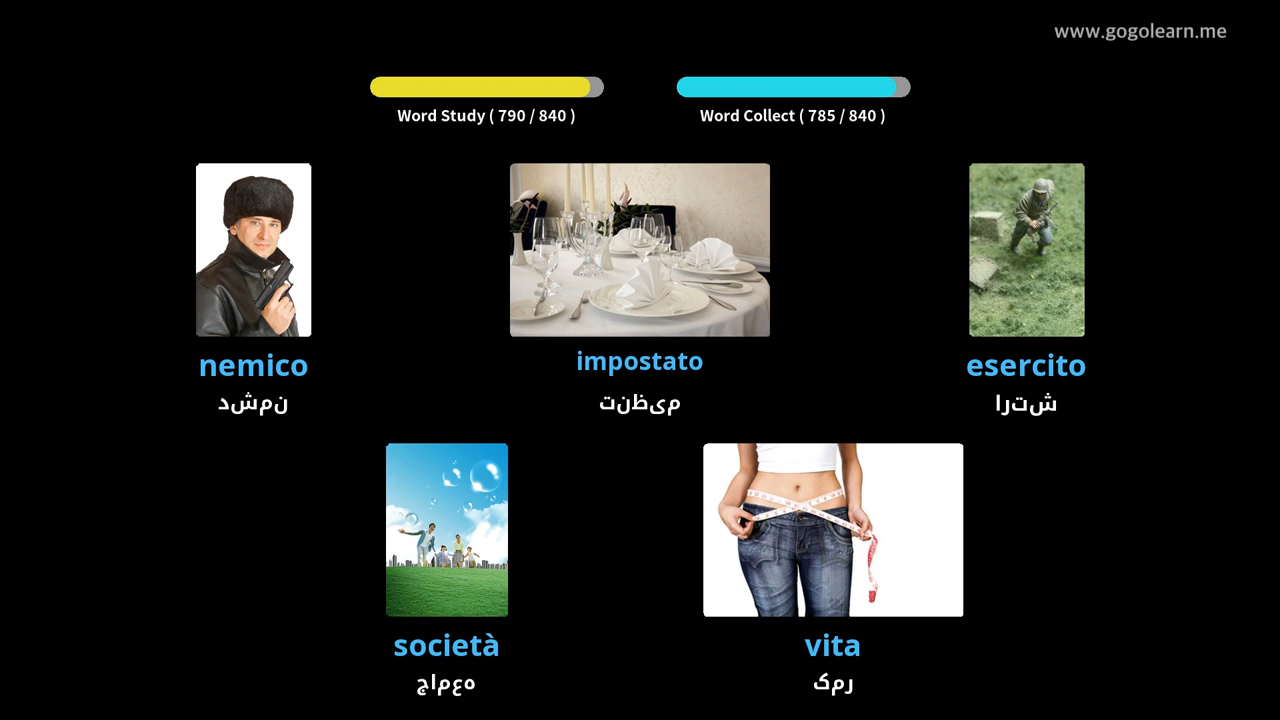 www.gogolearn.me
Word Study ( 790 / 840 )
Word Collect ( 785 / 840 )
nemico
impostato
esercito
دشمن
تنظیم
ارتش
società
vita
جامعه
کمر